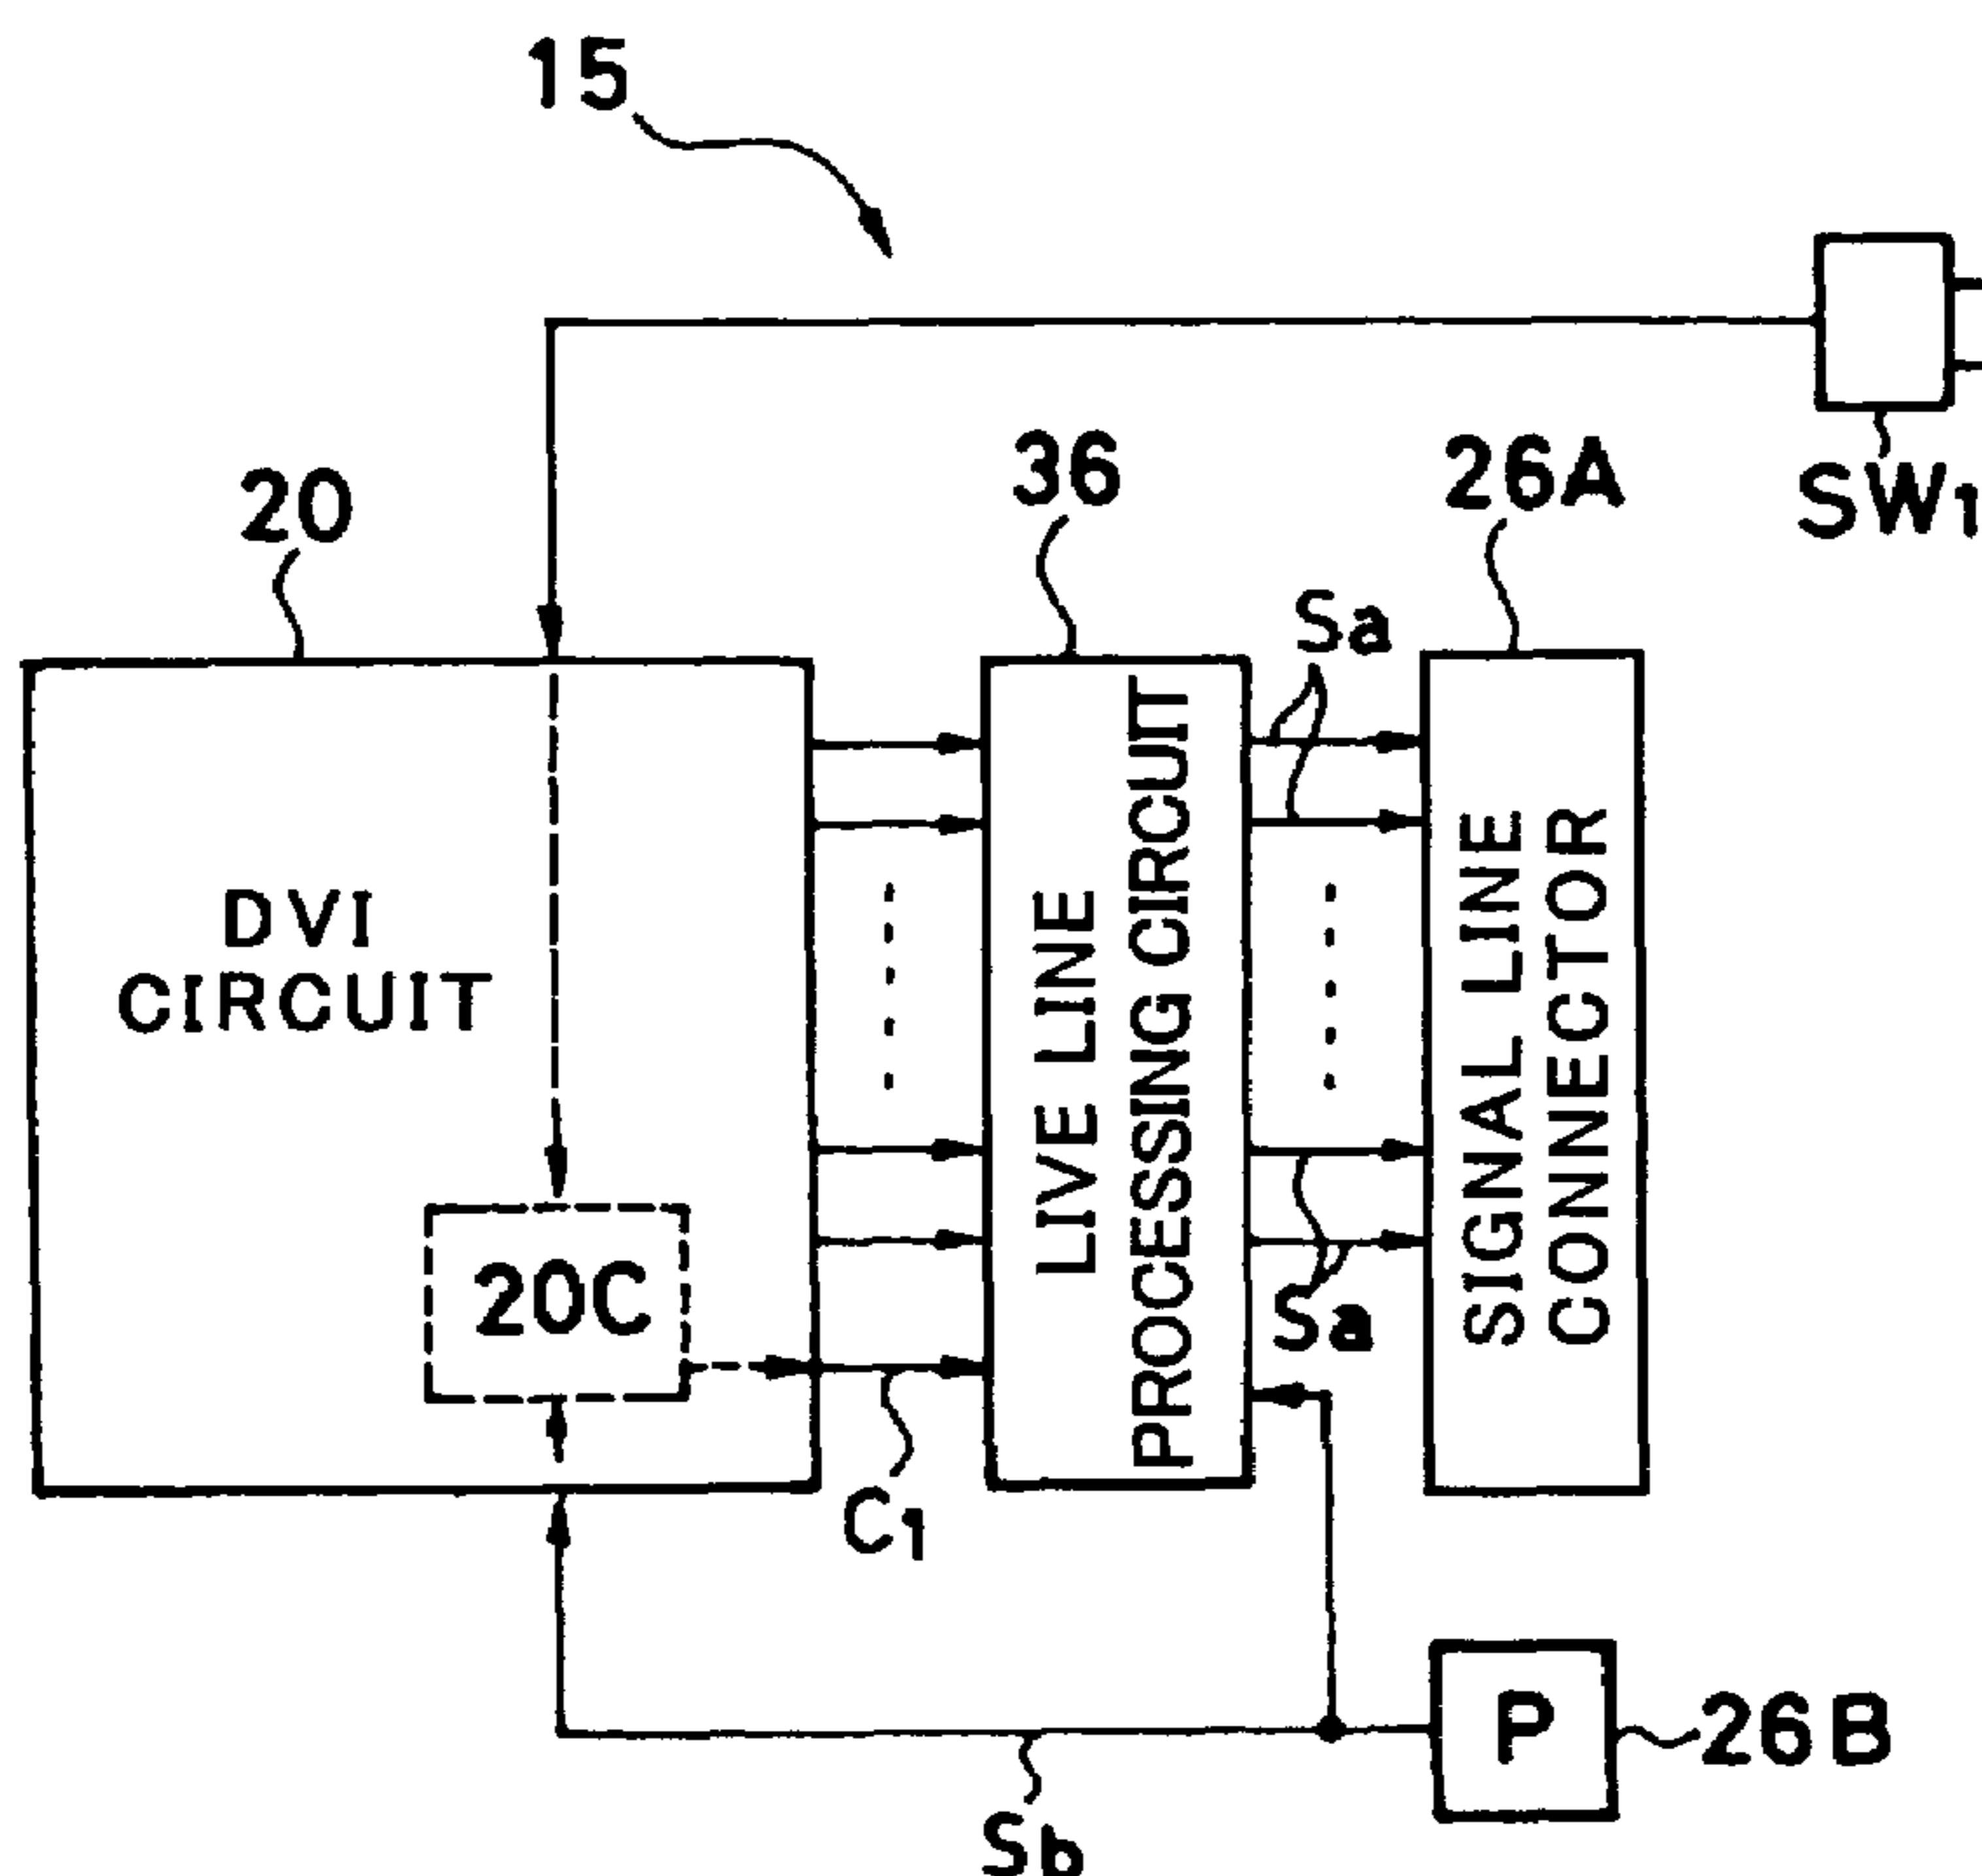 15
SW1
20
36
26A
Sa
DVI
CIRCUIT
LIVE LINE
PROCESSING CIRCUIT
SIGNAL LINE
CONNECTOR
20C
Sa
C1
P
26B
Sb